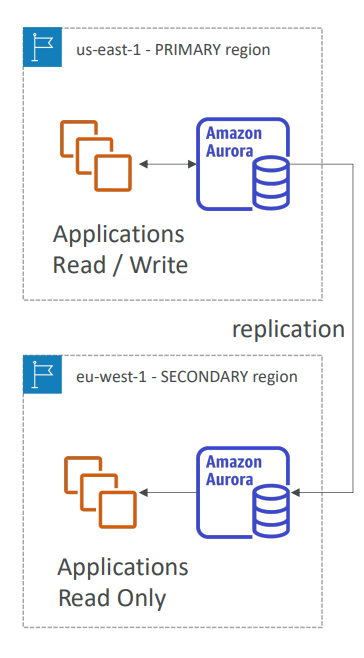 us-east-1 - PRIMARY region
Amazon
Aurora
Applications
Read / Write
replication
eu-west-1 - SECONDARY region
Amazon
Aurora
Applications
Read Only